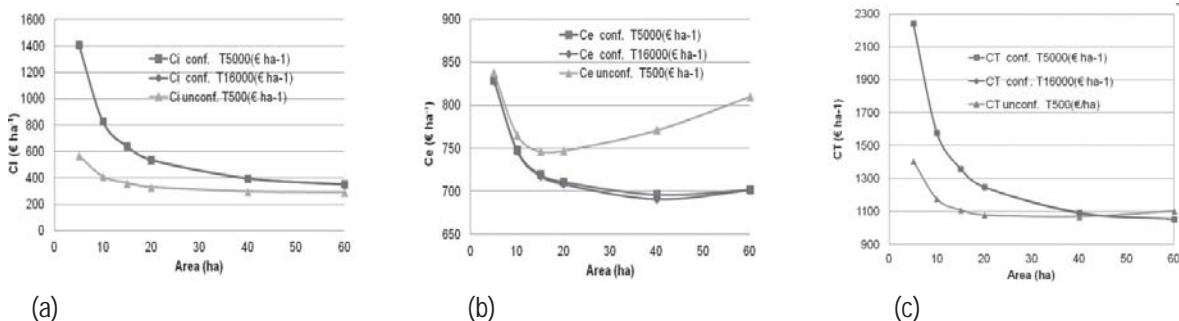 1600
1400
1200
1000
800
600
400
200
0
CI (€ ha⁻¹)
Ci conf. T5000(€ ha-1)
Ci conf. T16000(€ ha-1)
Ci unconf. T500(€ ha-1)
0 10 20 30 40 50 60
Area (ha)
(a)
900
850
800
750
700
650
Ce (€ ha⁻¹)
Ce conf. T5000(€ ha-1)
Ce conf. T16000(€ ha-1)
Ce unconf. T500(€ ha-1)
0 10 20 30 40 50 60
Area (ha)
(b)
2300
2100
1900
1700
1500
1300
1100
900
CT (€ ha-1)
CT conf. T5000(€ ha-1)
CT conf. T16000(€ ha-1)
CT unconf. T500(€/ha)
0 10 20 30 40 50 60
Area (ha)
(c)